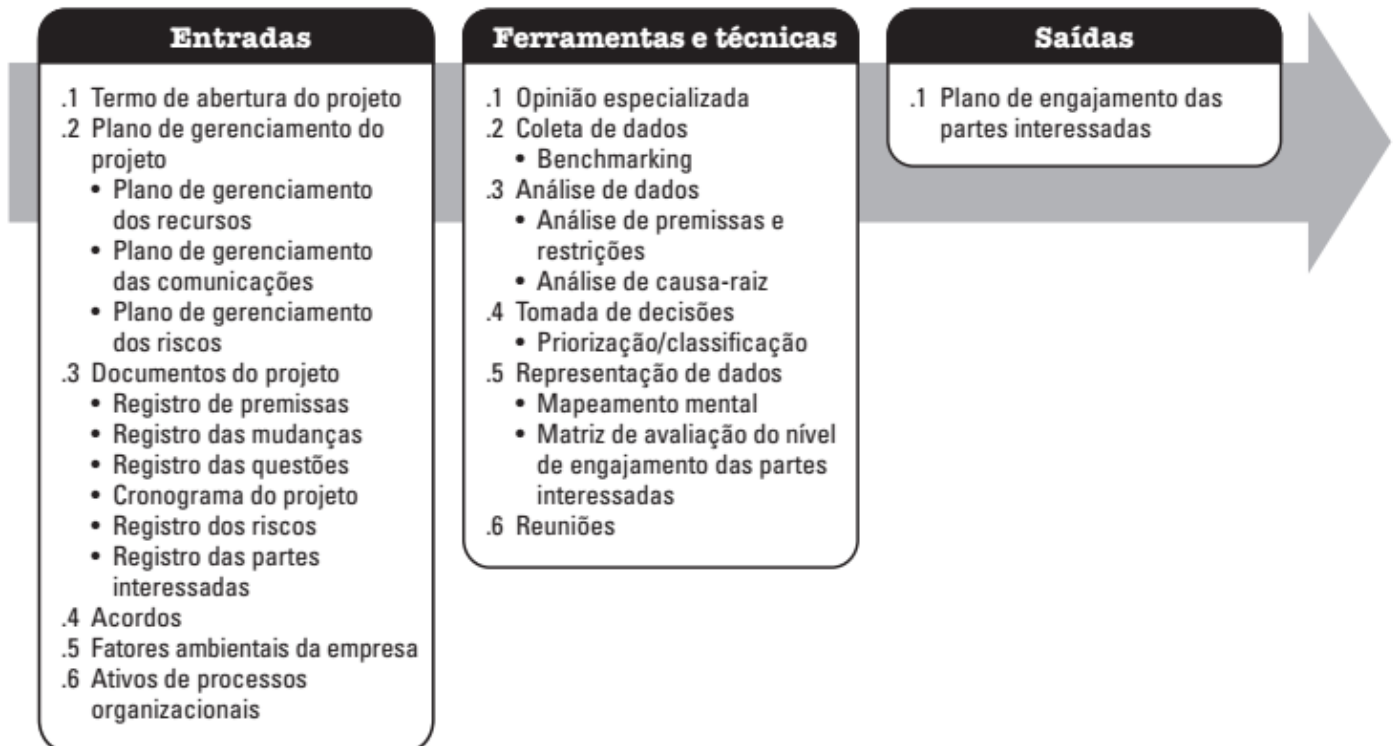 Entradas
.1 Termo de abertura do projeto
.2 Plano de gerenciamento do
projeto
• Plano de gerenciamento
dos recursos
• Plano de gerenciamento
das comunicações
• Plano de gerenciamento
dos riscos
.3 Documentos do projeto
• Registro de premissas
• Registro das mudanças
• Registro das questões
• Cronograma do projeto
• Registro dos riscos
• Registro das partes
interessadas
.4 Acordos
.5 Fatores ambientais da empresa
.6 Ativos de processos
organizacionais
Ferramentas e técnicas
.1 Opinião especializada
.2 Coleta de dados
• Benchmarking
.3 Análise de dados
• Análise de premissas e
restrições
• Análise de causa-raiz
.4 Tomada de decisões
• Priorização/classificação
.5 Representação de dados
• Mapeamento mental
• Matriz de avaliação do nível
de engajamento das partes
interessadas
.6 Reuniões
Saídas
.1 Plano de engajamento das
partes interessadas